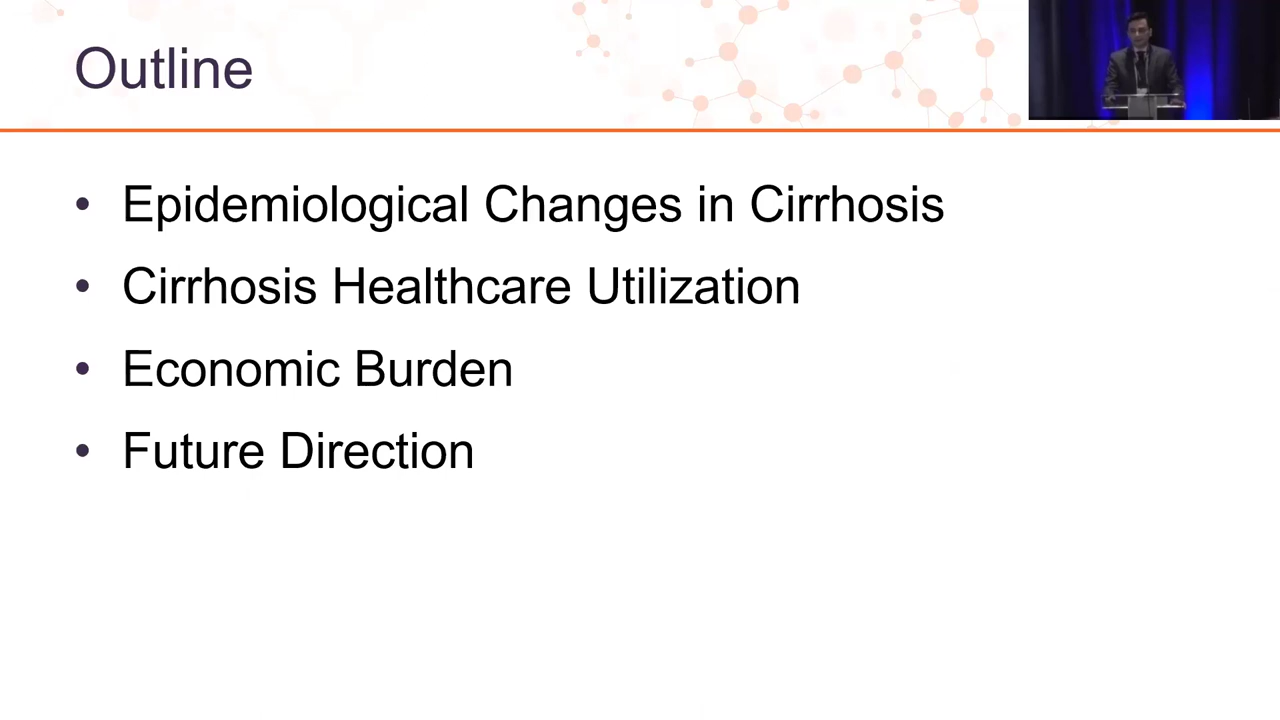 Outline
• Epidemiological Changes in Cirrhosis
• Cirrhosis Healthcare Utilization
• Economic Burden
• Future Direction